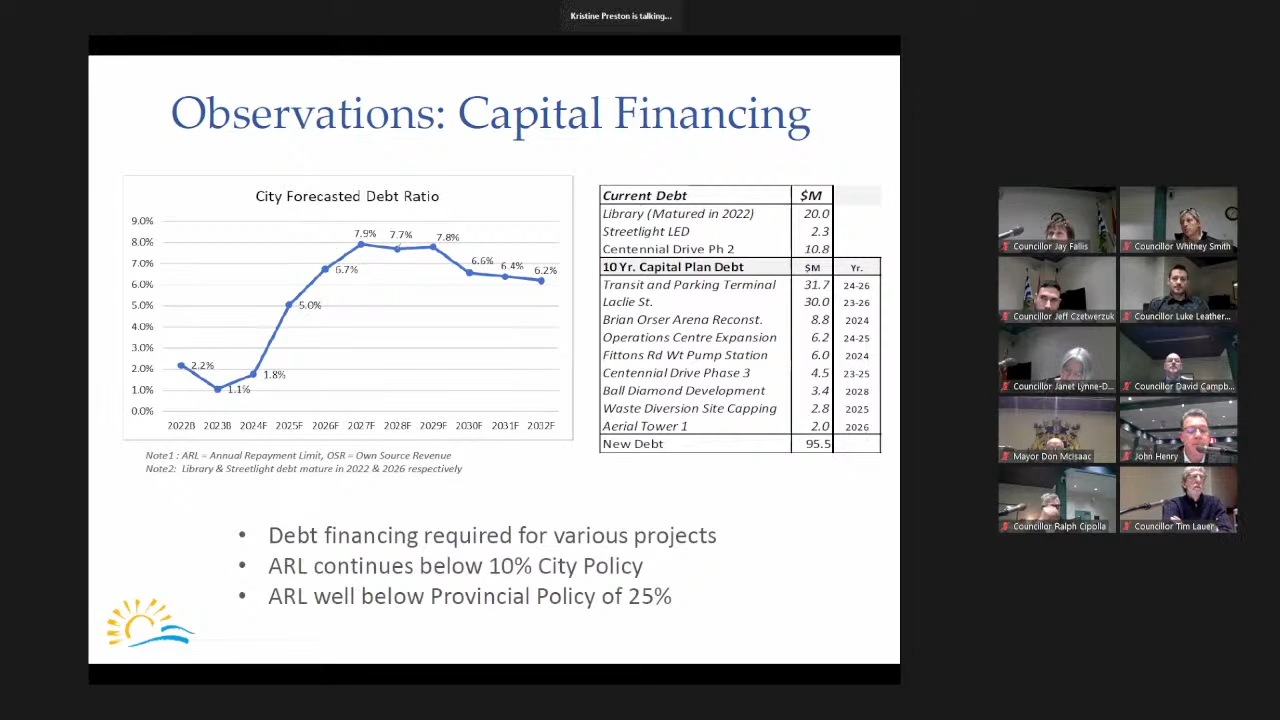 Kristine Preston is talking...
Observations: Capital Financing
City Forecasted Debt Ratio
9.0%
8.0%
7.0%
6.0%
5.0%
4.0%
3.0%
2.0%
1.0%
0.0%
2.2%
1.1%
1.8%
5.0%
6.7%
7.9%
7.7%
7.8%
6.6%
6.4%
6.2%
2022B 2023B 2024F 2025F 2026F 2027F 2028F 2029F 2030F 2031F 2032F
Note1 : ARL = Annual Repayment Limit, OSR = Own Source Revenue
Note2: Library & Streetlight debt mature in 2022 & 2026 respectively
Current Debt $M
Library (Matured in 2022) 20.0
Streetlight LED 2.3
Centennial Drive Ph 2 10.8
10 Yr. Capital Plan Debt $M Yr.
Transit and Parking Terminal 31.7 24-26
Laclie St. 30.0 23-26
Brian Orser Arena Reconst. 8.8 2024
Operations Centre Expansion 6.2 24-25
Fittons Rd Wt Pump Station 6.0 2024
Centennial Drive Phase 3 4.5 23-25
Ball Diamond Development 3.4 2028
Waste Diversion Site Capping 2.8 2025
Aerial Tower 1 2.0 2026
New Debt 95.5
• Debt financing required for various projects
• ARL continues below 10% City Policy
• ARL well below Provincial Policy of 25%
Councillor Jay Fallis
Councillor Whitney Smith
Councillor Jeff Czetwerzuk
Councillor Luke Leather...
Councillor Janet Lynne-D...
Councillor David Campb...
Mayor Don McIsaac
John Henry
Councillor Ralph Cipolla
Councillor Tim Lauer